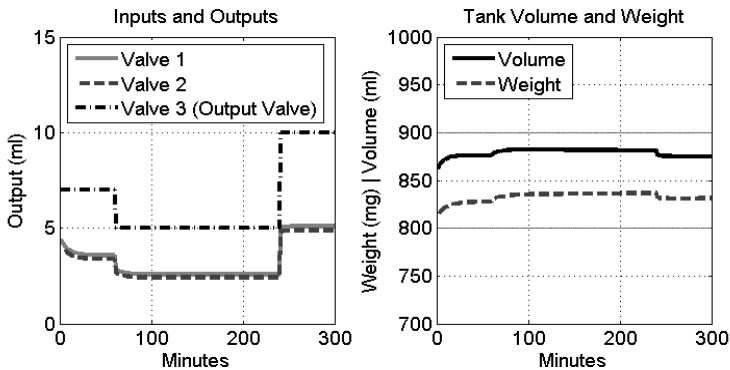 Inputs and Outputs
Output (ml)
15
10
5
0
Valve 1
Valve 2
Valve 3 (Output Valve)
0 100 200 300
Minutes
Tank Volume and Weight
Weight (mg) | Volume (ml)
1000
950
900
850
800
750
700
Volume
Weight
0 100 200 300
Minutes